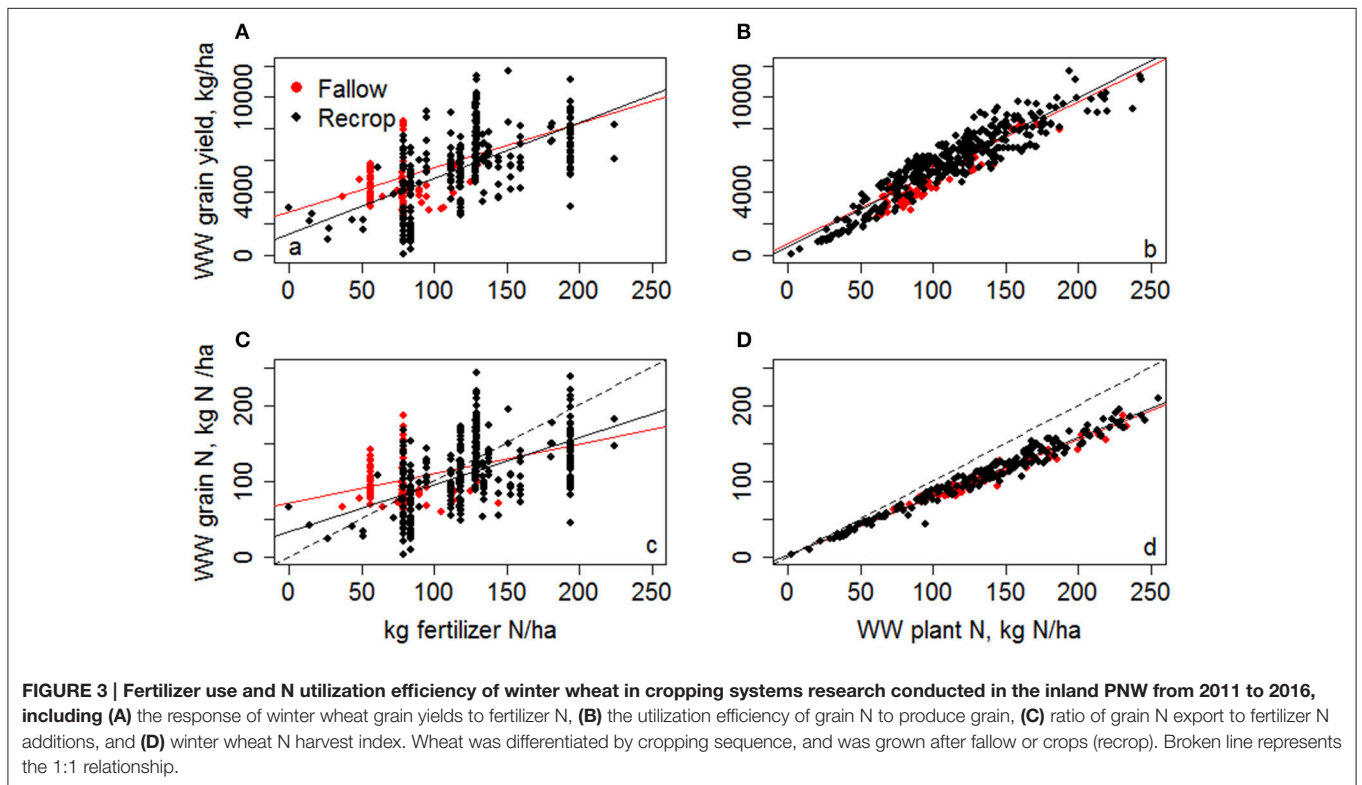 A
B
WW grain yield, kg/ha
0
4000
10000
Fallow
Recrop
a
0
50
100
150
200
250
0
4000
10000
b
0
50
100
150
200
250
C
D
WW grain N, kg N /ha
0
100
200
c
0
50
100
150
200
250
kg fertilizer N/ha
0
100
200
d
0
50
100
150
200
250
WW plant N, kg N/ha
FIGURE 3 | Fertilizer use and N utilization efficiency of winter wheat in cropping systems research conducted in the inland PNW from 2011 to 2016,
including (A) the response of winter wheat grain yields to fertilizer N, (B) the utilization efficiency of grain N to produce grain, (C) ratio of grain N export to fertilizer N
additions, and (D) winter wheat N harvest index. Wheat was differentiated by cropping sequence, and was grown after fallow or crops (recrop). Broken line represents
the 1:1 relationship.